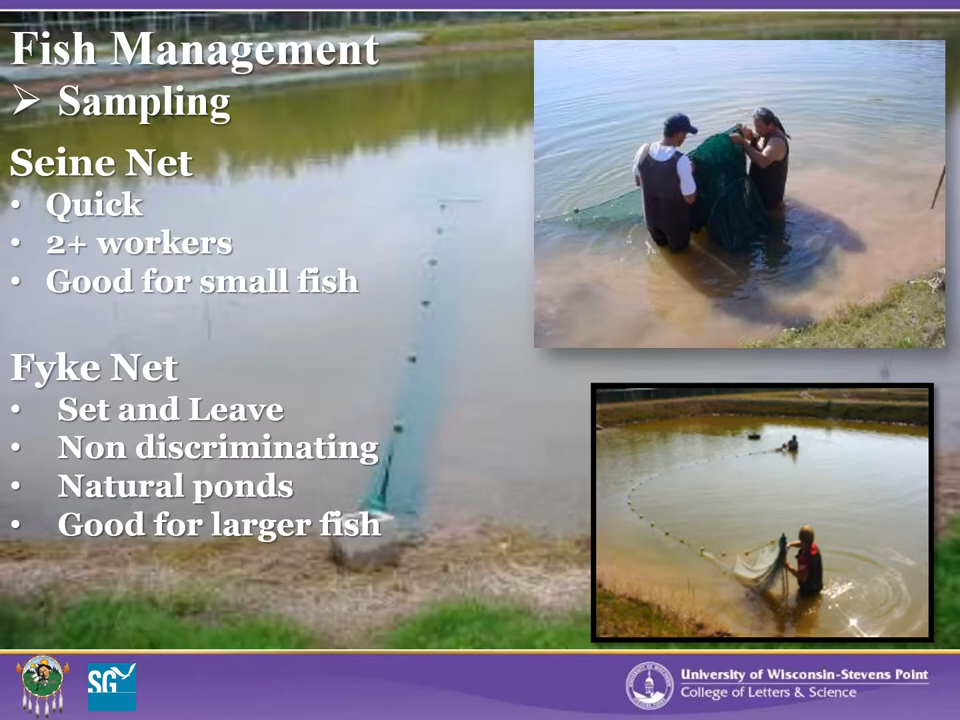 Fish Management
➢ Sampling
Seine Net
• Quick
• 2+ workers
• Good for small fish
Fyke Net
• Set and Leave
• Non discriminating
• Natural ponds
• Good for larger fish
SG
University of Wisconsin-Stevens Point
College of Letters & Science